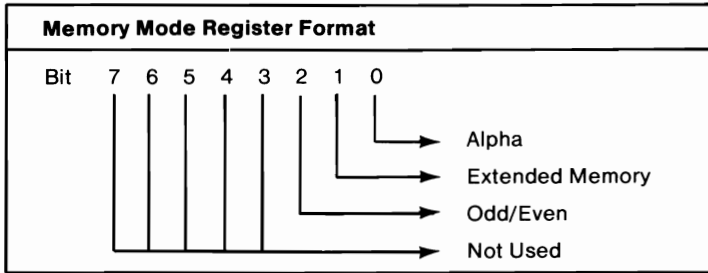 Memory Mode Register Format
Bit 7 6 5 4 3 2 1 0
Alpha
Extended Memory
Odd/Even
Not Used